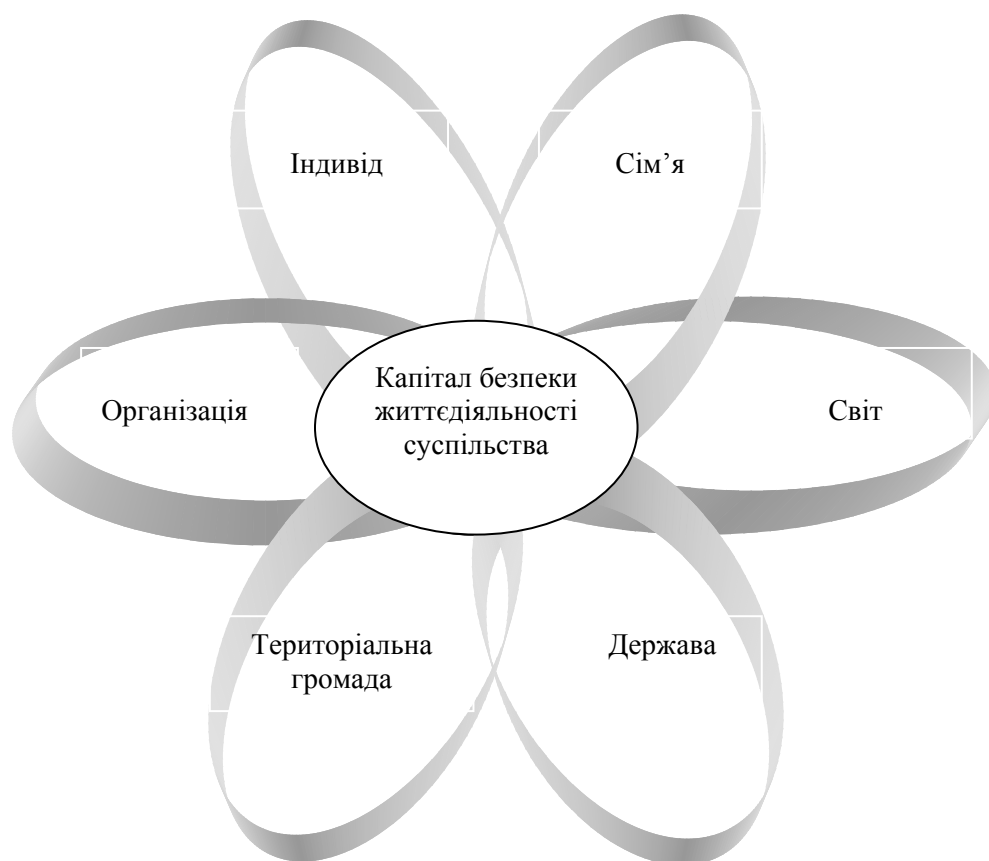 Індивід
Сім’я
Капітал безпеки
життєдіяльності
суспільства
Організація
Світ
Територіальна
громада
Держава